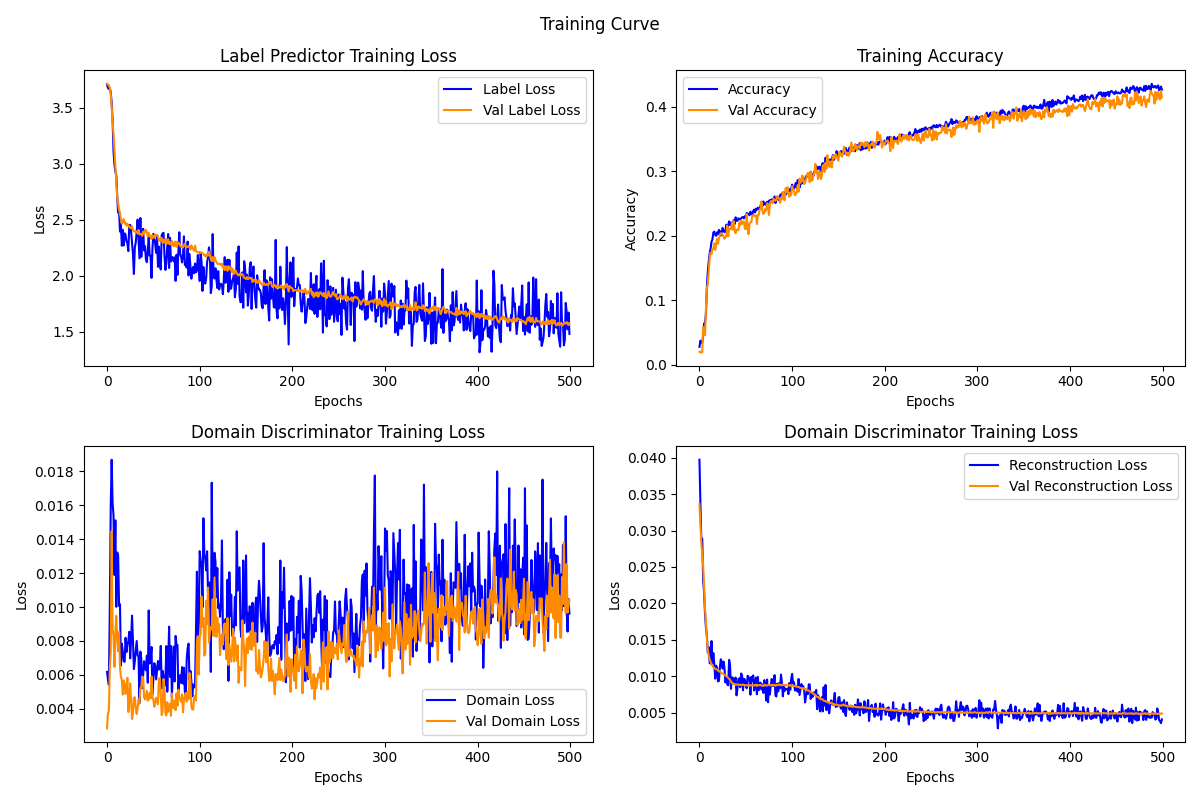 Training Curve
Label Predictor Training Loss
Loss
3.5
3.0
2.5
2.0
1.5
0 100 200 300 400 500
Epochs
Label Loss
Val Label Loss
Training Accuracy
Accuracy
0.4
0.3
0.2
0.1
0.0
0 100 200 300 400 500
Epochs
Accuracy
Val Accuracy
Domain Discriminator Training Loss
Loss
0.018
0.016
0.014
0.012
0.010
0.008
0.006
0.004
0 100 200 300 400 500
Epochs
Domain Loss
Val Domain Loss
Domain Discriminator Training Loss
Loss
0.040
0.035
0.030
0.025
0.020
0.015
0.010
0.005
0 100 200 300 400 500
Epochs
Reconstruction Loss
Val Reconstruction Loss